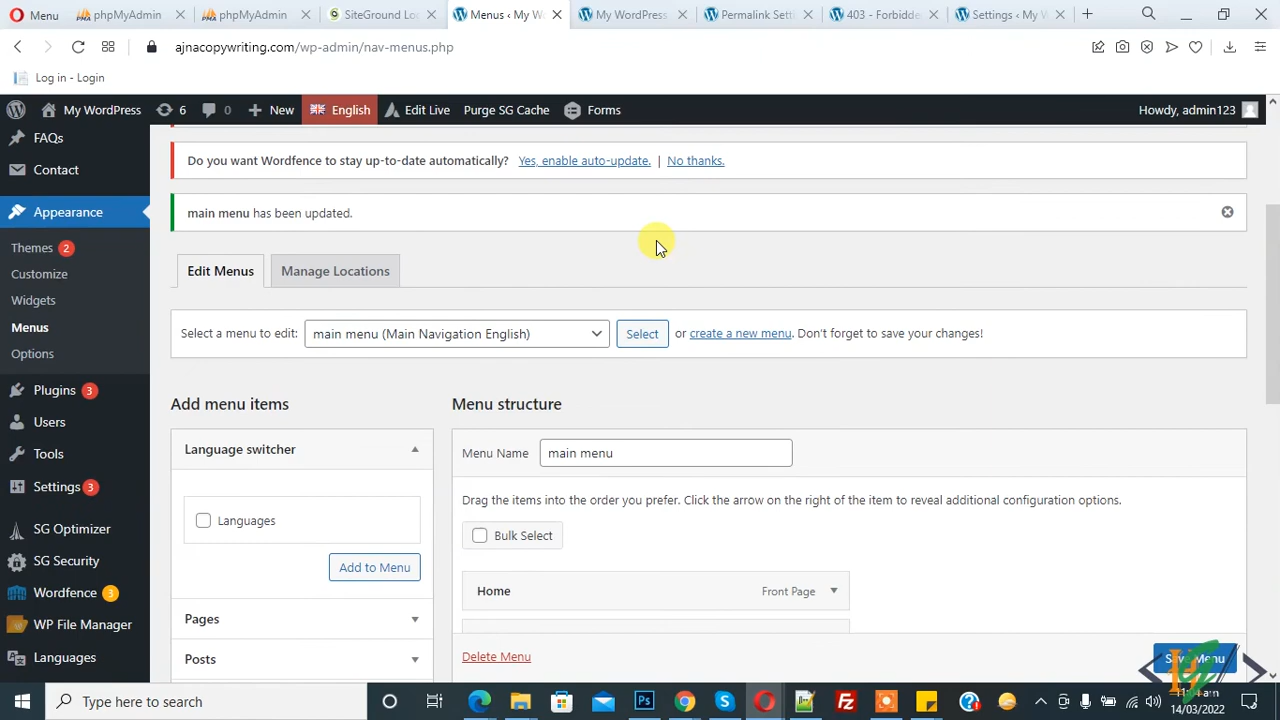 Menu
phpMyAdmin
phpMyAdmin
SiteGround Lo
Menus ‹ My W
My WordPress
Permalink Sett
403 - Forbidde
Settings ‹ My W
ajnacopywriting.com/wp-admin/nav-menus.php
Log in - Login
My WordPress 6 0 New English Edit Live Purge SG Cache Forms Howdy, admin123
FAQs
Contact
Appearance
Themes 2
Customize
Widgets
Menus
Options
Plugins 3
Users
Tools
Settings 3
SG Optimizer
SG Security
Wordfence 3
WP File Manager
Languages
Do you want Wordfence to stay up-to-date automatically? Yes, enable auto-update. | No thanks.
main menu has been updated.
Edit Menus Manage Locations
Select a menu to edit: main menu (Main Navigation English) Select or create a new menu. Don't forget to save your changes!
Add menu items
Language switcher
Languages
Add to Menu
Pages
Posts
Menu structure
Menu Name main menu
Drag the items into the order you prefer. Click the arrow on the right of the item to reveal additional configuration options.
Bulk Select
Home Front Page
Delete Menu
Save Menu
Type here to search
14/03/2022